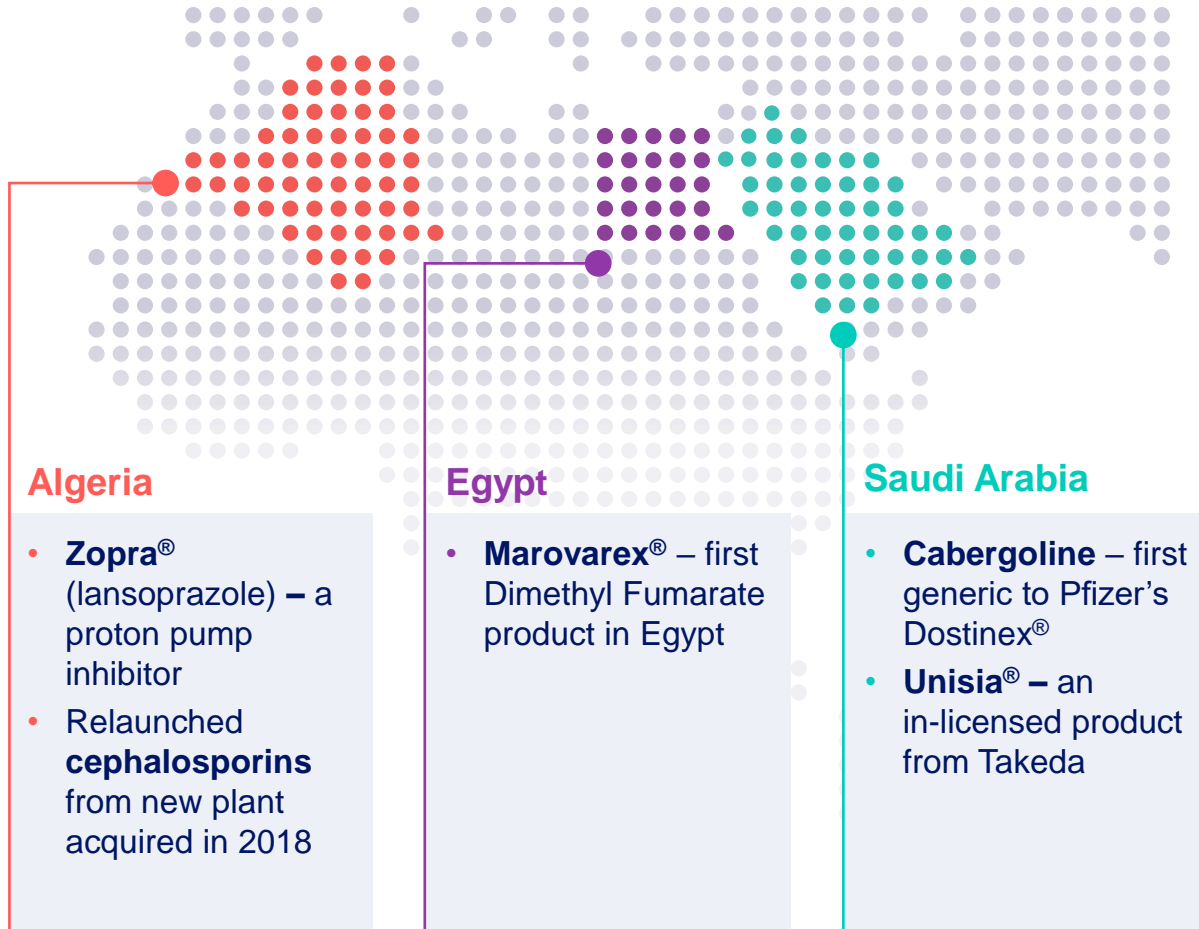 Algeria
• Zopra®
(lansoprazole) – a
proton pump
inhibitor
• Relaunched
cephalosporins
from new plant
acquired in 2018
Egypt
• Marovarex® – first
Dimethyl Fumarate
product in Egypt
Saudi Arabia
• Cabergoline – first
generic to Pfizer’s
Dostinex®
• Unisia® – an
in-licensed product
from Takeda